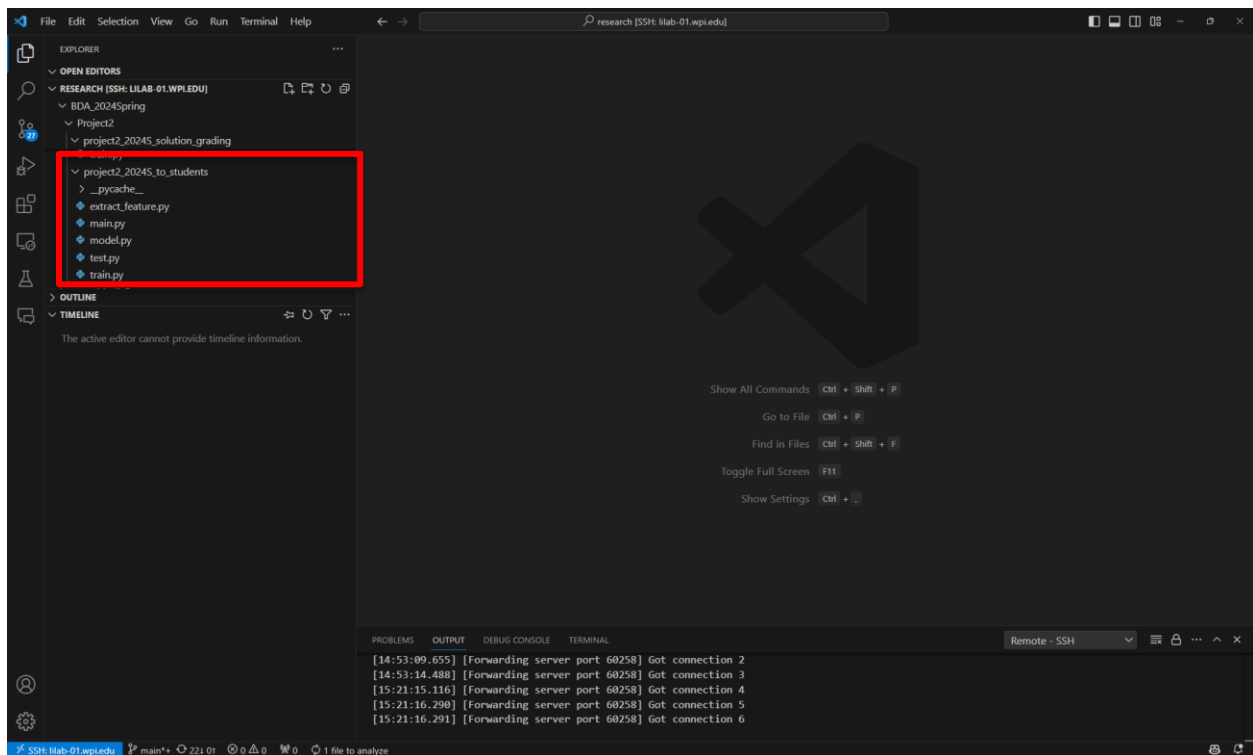 File Edit Selection View Go Run Terminal Help
research [SSH: lilab-01.wpi.edu]
EXPLORER
OPEN EDITORS
RESEARCH [SSH: LILAB-01.WPI.EDU]
BDA_2024Spring
Project2
project2_2024S_solution_grading
project2_2024S_to_students
__pycache__
extract_feature.py
main.py
model.py
test.py
train.py
OUTLINE
TIMELINE
The active editor cannot provide timeline information.
27
Show All Commands Ctrl + Shift + P
Go to File Ctrl + P
Find in Files Ctrl + Shift + F
Toggle Full Screen F11
Show Settings Ctrl + ,
PROBLEMS OUTPUT DEBUG CONSOLE TERMINAL Remote - SSH
[14:53:09.655] [Forwarding server port 60258] Got connection 2
[14:53:14.488] [Forwarding server port 60258] Got connection 3
[15:21:15.116] [Forwarding server port 60258] Got connection 4
[15:21:16.290] [Forwarding server port 60258] Got connection 5
[15:21:16.291] [Forwarding server port 60258] Got connection 6
SSH: lilab-01.wpi.edu main*+ 22↓ 0↑ 0 0 0 1 file to analyze